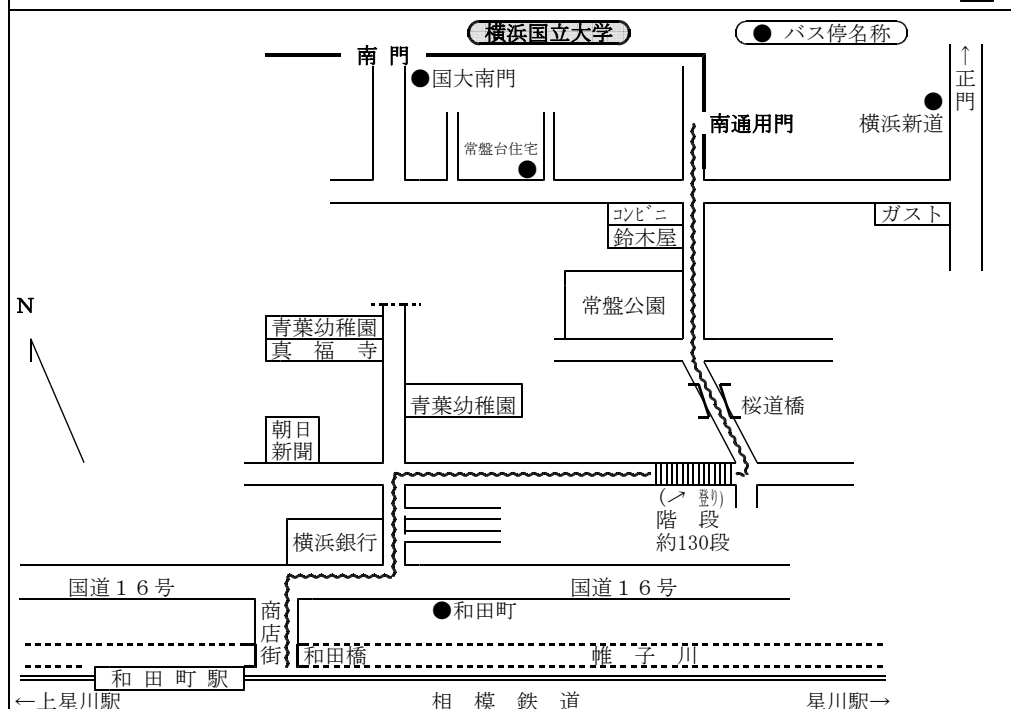 横浜国立大学
● バス停名称
南 門
●国大南門
↑正門
南通用門
横浜新道
常盤台住宅
コンビニ
鈴木屋
ガスト
常盤公園
N
青葉幼稚園
真 福 寺
青葉幼稚園
桜道橋
朝日
新聞
(↗ 登り)
階 段
約130段
横浜銀行
国道16号
国道16号
商店街
●和田町
和田橋
帷 子 川
和 田 町 駅
←上星川駅
相 模 鉄 道
星川駅→